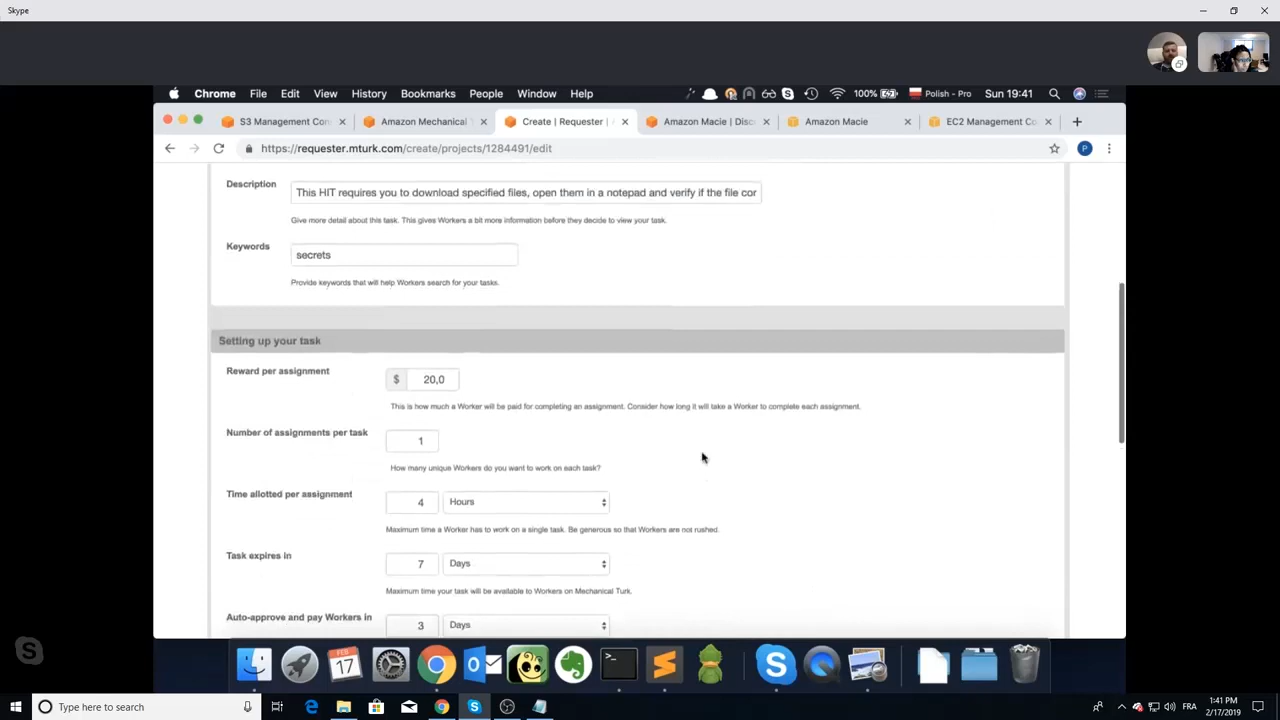 Skype
Chrome File Edit View History Bookmarks People Window Help
100% Polish - Pro Sun 19:41
S3 Management Con
Amazon Mechanical T
Create | Requester |
Amazon Macie | Disc
Amazon Macie
EC2 Management Co
https://requester.mturk.com/create/projects/1284491/edit
P
Description
This HIT requires you to download specified files, open them in a notepad and verify if the file cor
Give more detail about this task. This gives Workers a bit more information before they decide to view your task.
Keywords
secrets
Provide keywords that will help Workers search for your tasks.
Setting up your task
Reward per assignment
$ 20,0
This is how much a Worker will be paid for completing an assignment. Consider how long it will take a Worker to complete each assignment.
Number of assignments per task
1
How many unique Workers do you want to work on each task?
Time allotted per assignment
4 Hours
Maximum time a Worker has to work on a single task. Be generous so that Workers are not rushed.
Task expires in
7 Days
Maximum time your task will be available to Workers on Mechanical Turk.
Auto-approve and pay Workers in
3 Days
FEB
17
Type here to search
FRA
1:41 PM
2/17/2019